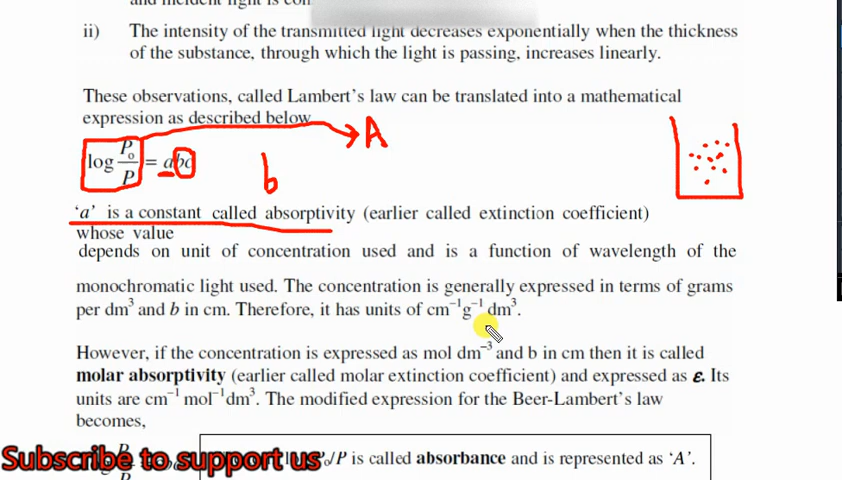 ii) The intensity of the transmitted light decreases exponentially when the thickness
of the substance, through which the light is passing, increases linearly.
These observations, called Lambert's law can be translated into a mathematical
expression as described below
log P₀/P = abc
A
b
'a' is a constant called absorptivity (earlier called extinction coefficient)
whose value
depends on unit of concentration used and is a function of wavelength of the
monochromatic light used. The concentration is generally expressed in terms of grams
per dm³ and b in cm. Therefore, it has units of cm⁻¹g⁻¹dm³.
However, if the concentration is expressed as mol dm⁻³ and b in cm then it is called
molar absorptivity (earlier called molar extinction coefficient) and expressed as ε. Its
units are cm⁻¹ mol⁻¹dm³. The modified expression for the Beer-Lambert's law
becomes,
Subscribe to support us
₀/P is called absorbance and is represented as 'A'.